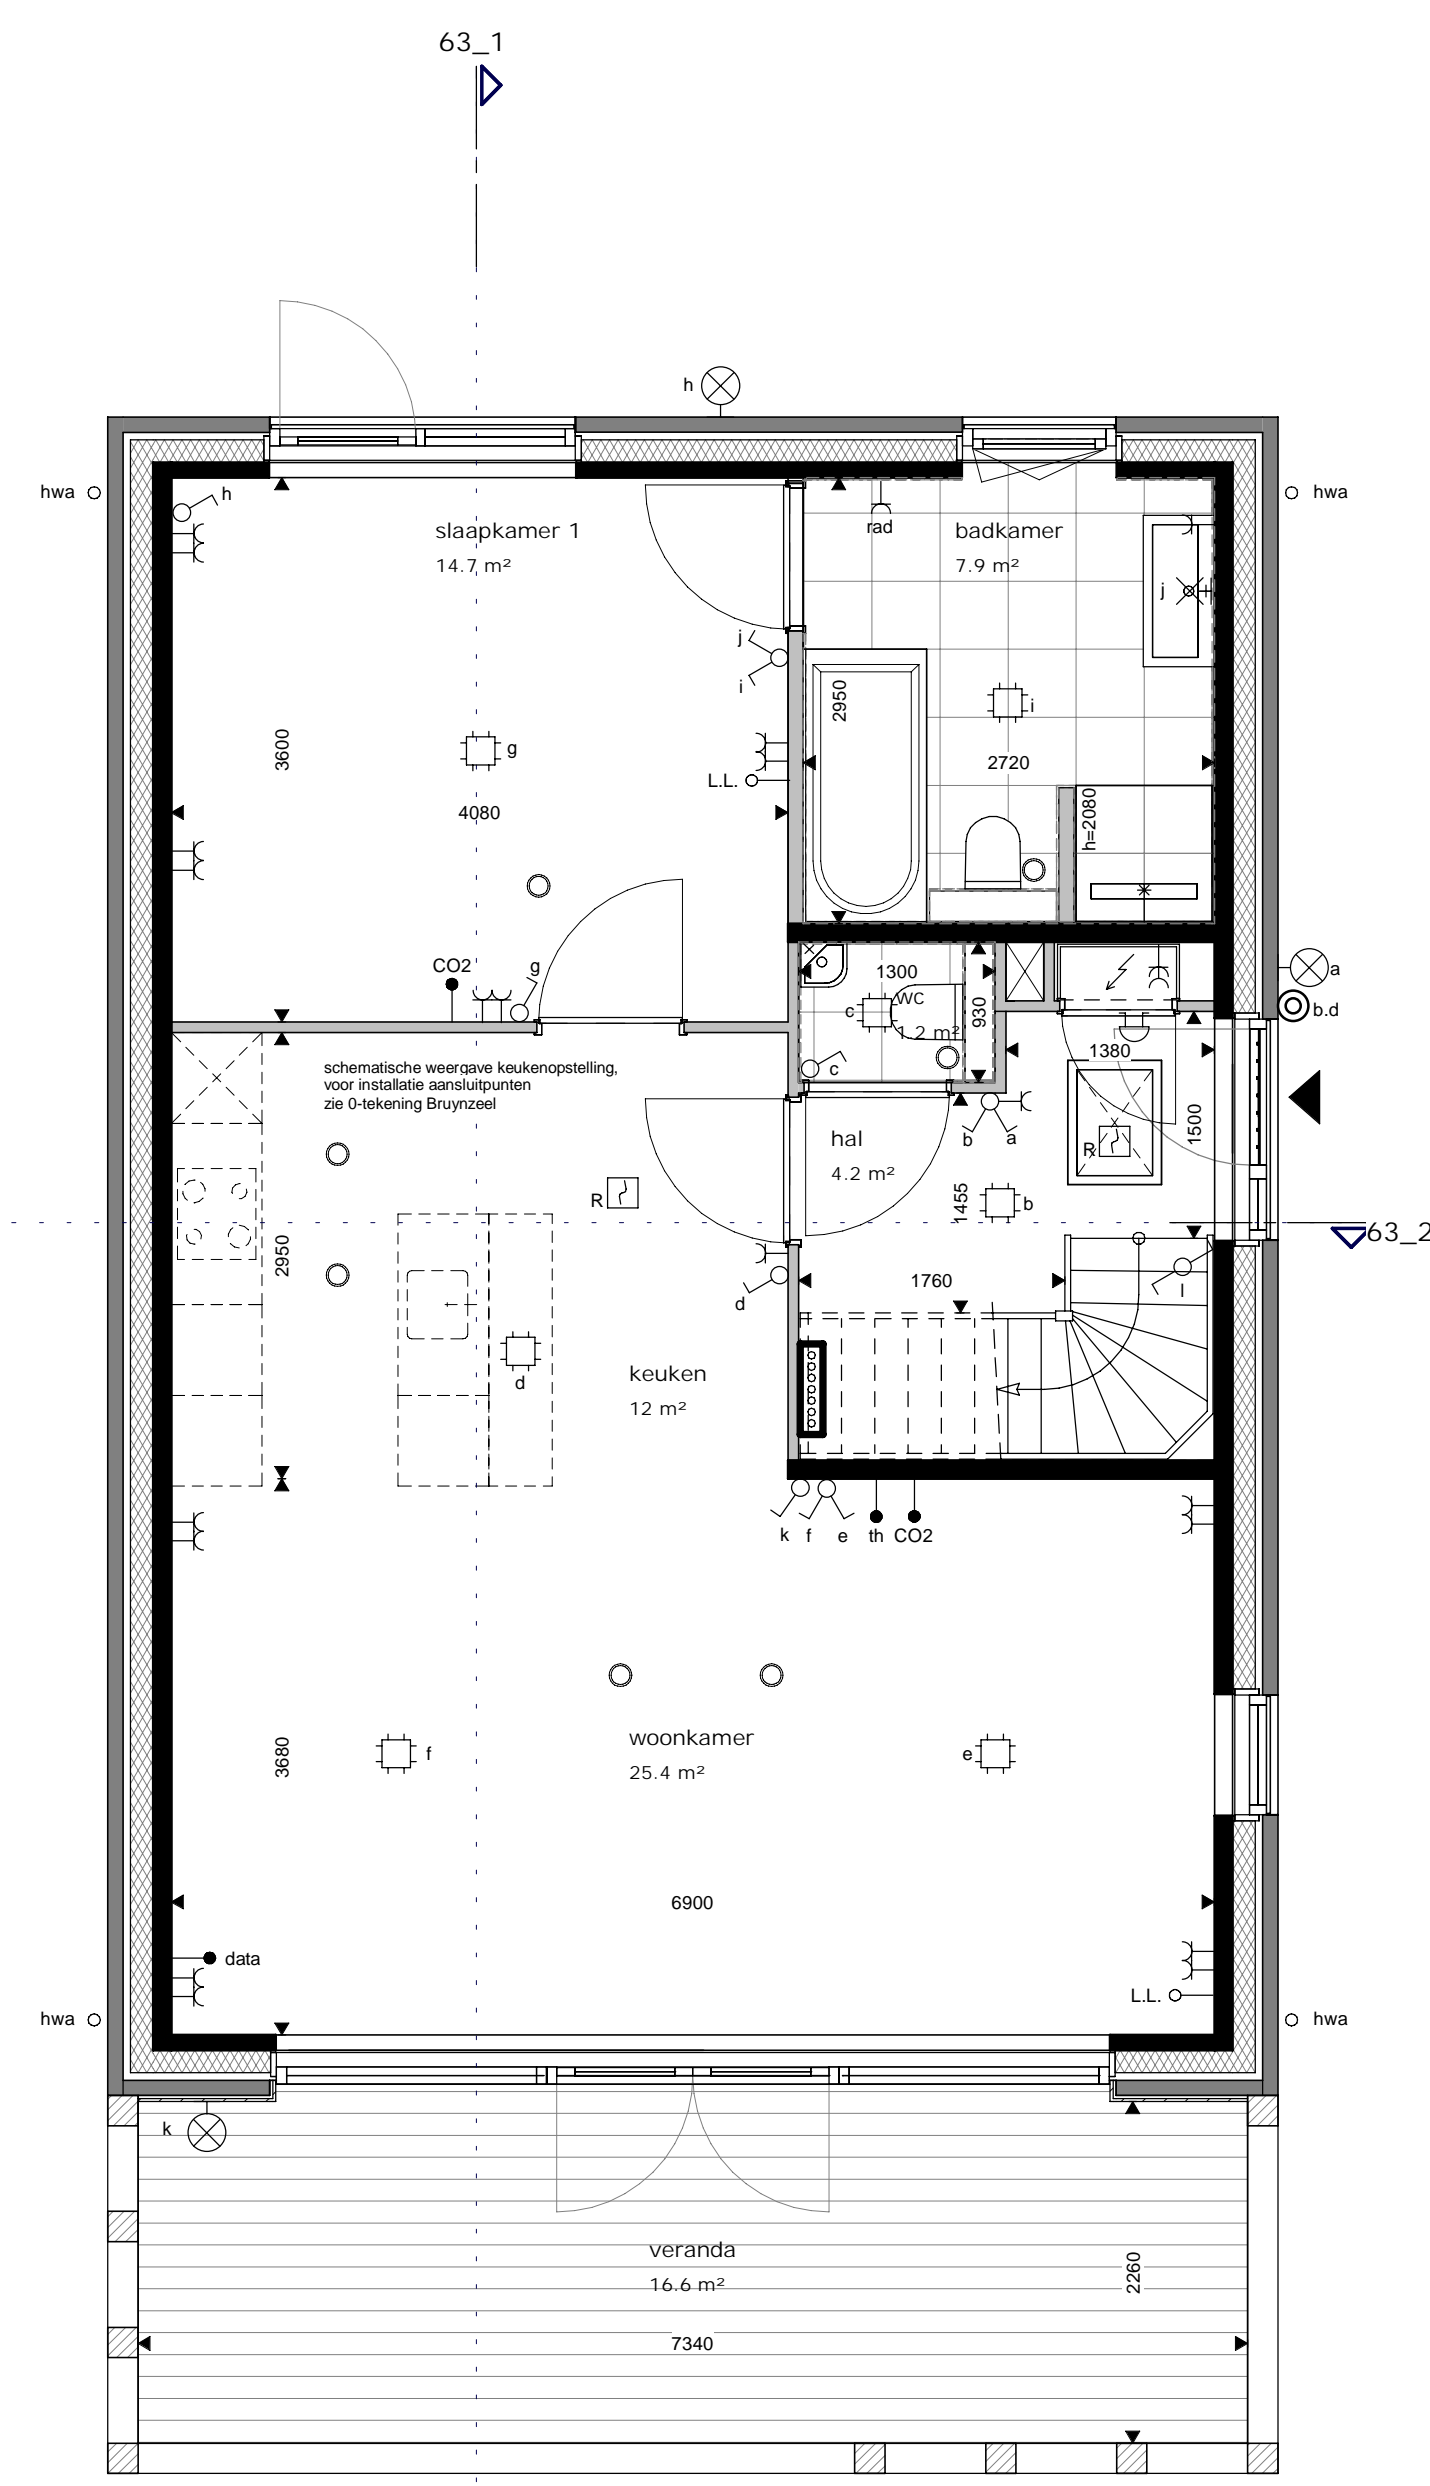 63_1
h
hwa
h
hwa
slaapkamer 1
14.7 m²
rad
badkamer
7.9 m²
j
j
i
2950
i
3600
g
2720
L.L.
4080
h=2080
CO2
g
1300
a
WC
c
930
b.d
1.2 m²
schematische weergave keukenopstelling,
voor installatie aansluitpunten
zie 0-tekening Bruynzeel
c
1380
1500
b
a
hal
4.2 m²
R
R
1455
b
63_2
2950
1760
l
d
d
keuken
12 m²
k
f
e
th
CO2
woonkamer
25.4 m²
3680
f
e
6900
data
L.L.
hwa
hwa
k
veranda
16.6 m²
2260
7340